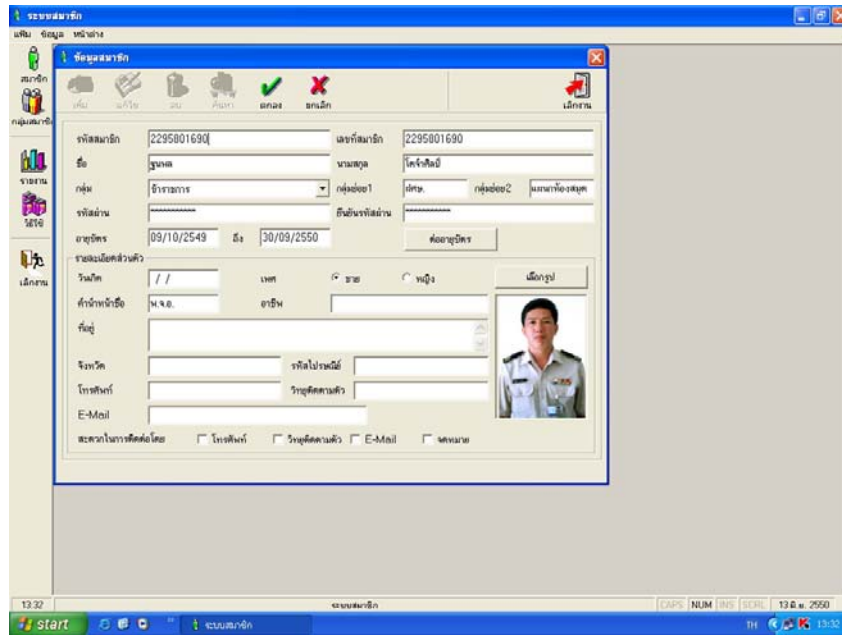 ระบบสมาชิก
แฟ้ม ข้อมูล หน้าต่าง
ข้อมูลสมาชิก
สมาชิก
กลุ่มสมาชิ
รายงาน
วิธีใช้
เลิกงาน
เพิ่ม แก้ไข ลบ ค้นหา ตกลง ยกเลิก เลิกงาน
รหัสสมาชิก 2295801690 เลขที่สมาชิก 2295801690
ชื่อ นามสกุล
กลุ่ม ข้าราชการ กลุ่มย่อย1 กลุ่มย่อย2 แผนกห้องสมุด
รหัสผ่าน *********** ยืนยันรหัสผ่าน ***********
อายุบัตร 09/10/2549 ถึง 30/09/2550 ต่ออายุบัตร
รายละเอียดส่วนตัว
วันเกิด / / เพศ ชาย หญิง เลือกรูป
คำนำหน้าชื่อ พ.จ.อ. อาชีพ
ที่อยู่
จังหวัด รหัสไปรษณีย์
โทรศัพท์ วิทยุติดตามตัว
E-Mail
สะดวกในการติดต่อโดย โทรศัพท์ วิทยุติดตามตัว E-Mail จดหมาย
13:32 ระบบสมาชิก CAPS NUM INS SCRL 13 มิ.ย. 2550
start ระบบสมาชิก TH 13:32